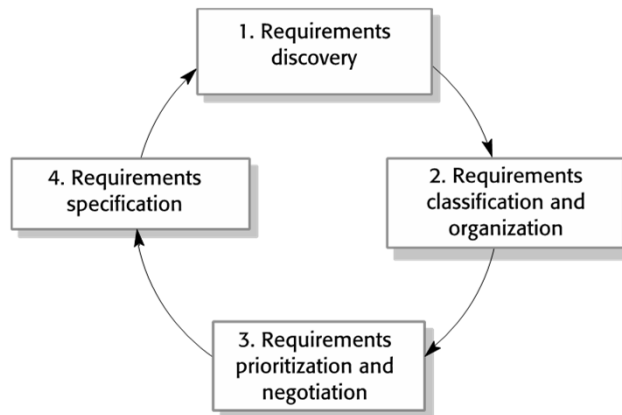 1. Requirements
discovery
2. Requirements
classification and
organization
3. Requirements
prioritization and
negotiation
4. Requirements
specification